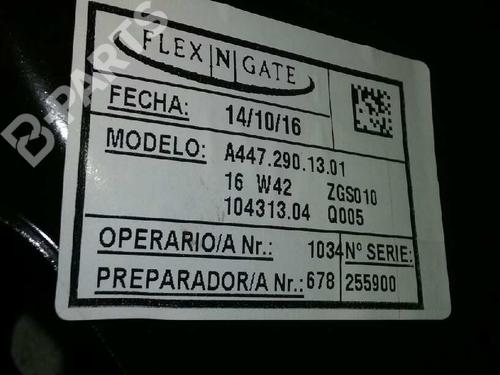 FLEX|N|GATE
FECHA: 14/10/16
MODELO: A447.290.13.01
16 W42 ZGS010
104313.04 Q005
OPERARIO/A Nr.: 1034 Nº SERIE:
PREPARADOR/A Nr.: 678 255900
B-PARTS